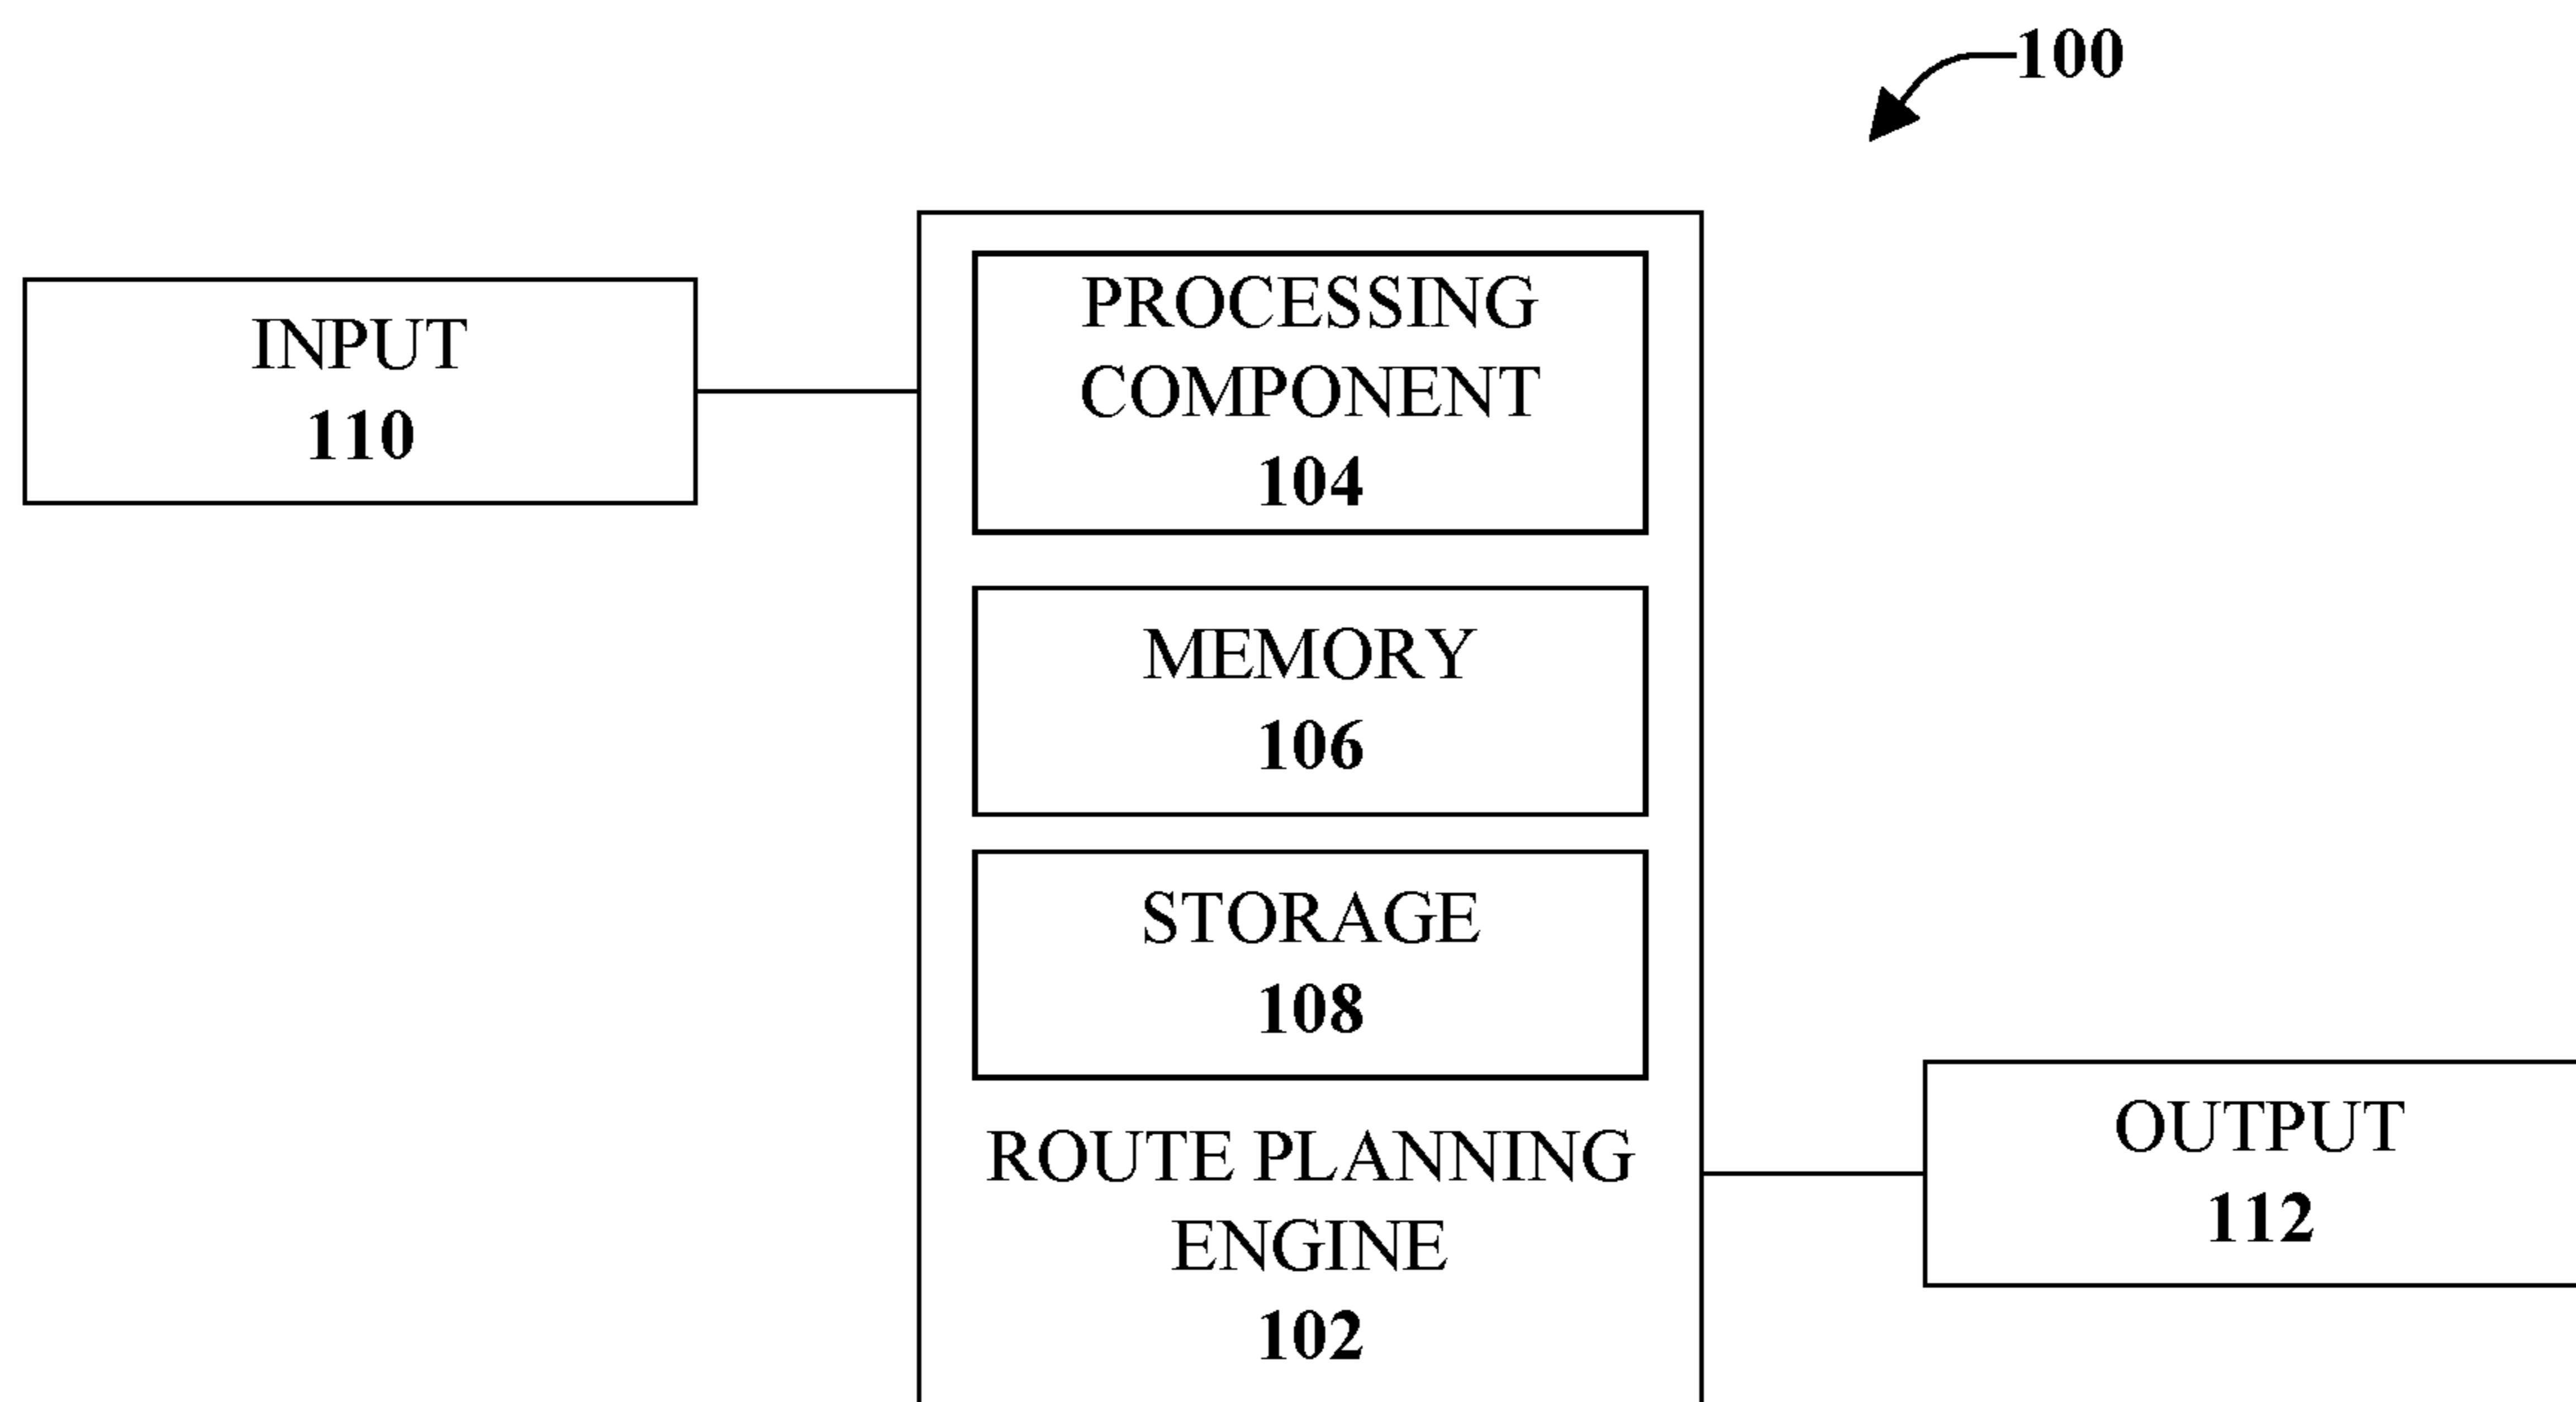 100
INPUT
110
PROCESSING
COMPONENT
104
MEMORY
106
STORAGE
108
ROUTE PLANNING
ENGINE
102
OUTPUT
112